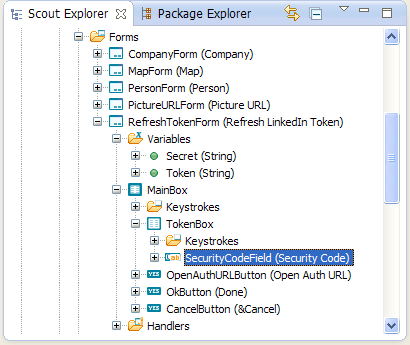 Scout Explorer Package Explorer
Forms
CompanyForm (Company)
MapForm (Map)
PersonForm (Person)
PictureURLForm (Picture URL)
RefreshTokenForm (Refresh LinkedIn Token)
Variables
Secret (String)
Token (String)
MainBox
Keystrokes
TokenBox
Keystrokes
ab SecurityCodeField (Security Code)
YES OpenAuthURLButton (Open Auth URL)
YES OkButton (Done)
YES CancelButton (&Cancel)
Handlers